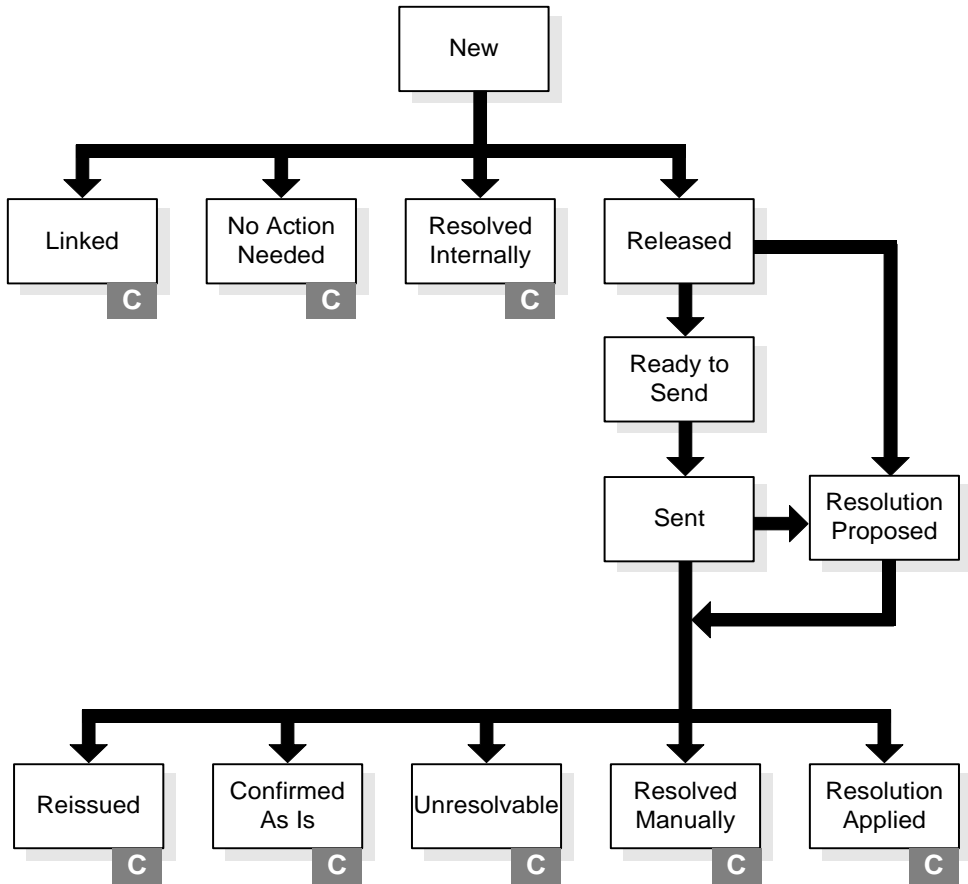 New
Linked
C
No Action
Needed
C
Resolved
Internally
C
Released
Ready to
Send
Sent
Resolution
Proposed
Reissued
C
Confirmed
As Is
C
Unresolvable
C
Resolved
Manually
C
Resolution
Applied
C